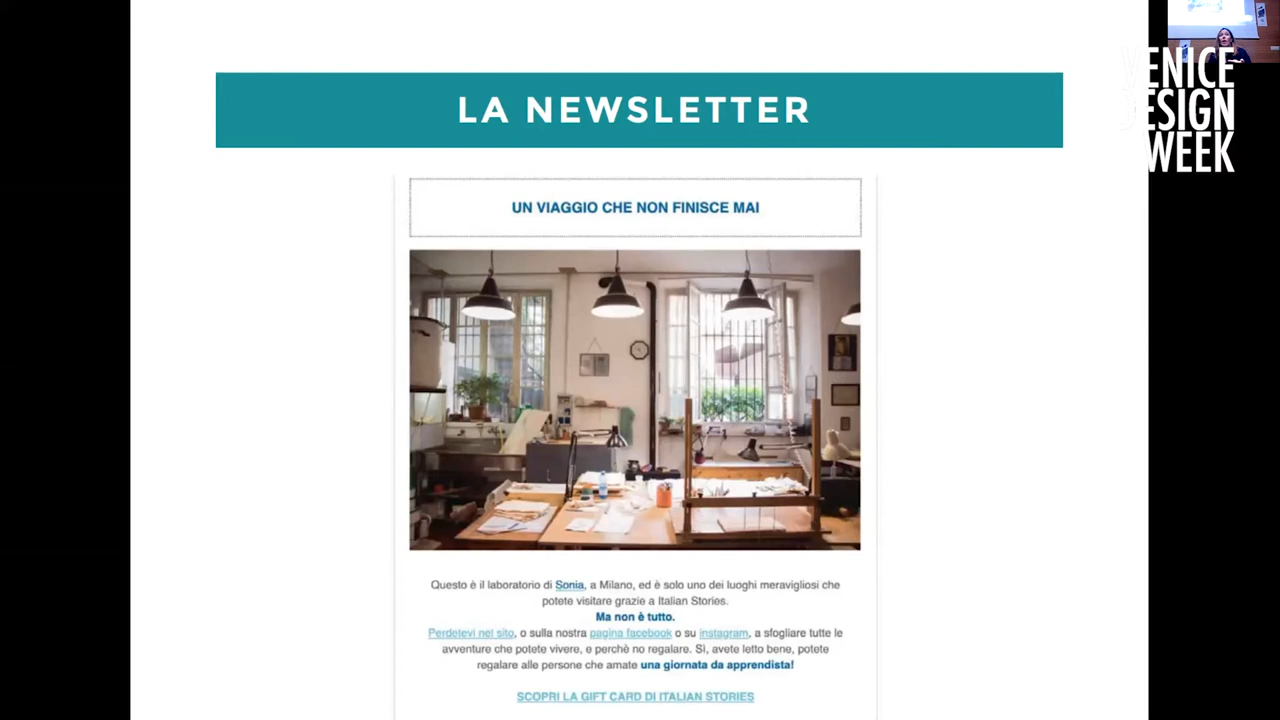 LA NEWSLETTER
VENICE
DESIGN
WEEK
UN VIAGGIO CHE NON FINISCE MAI
Questo è il laboratorio di Sonia, a Milano, ed è solo uno dei luoghi meravigliosi che
potete visitare grazie a Italian Stories.
Ma non è tutto.
Perdetevi nel sito, o sulla nostra pagina facebook o su instagram, a sfogliare tutte le
avventure che potete vivere, e perchè no regalare. Sì, avete letto bene, potete
regalare alle persone che amate una giornata da apprendista!
SCOPRI LA GIFT CARD DI ITALIAN STORIES